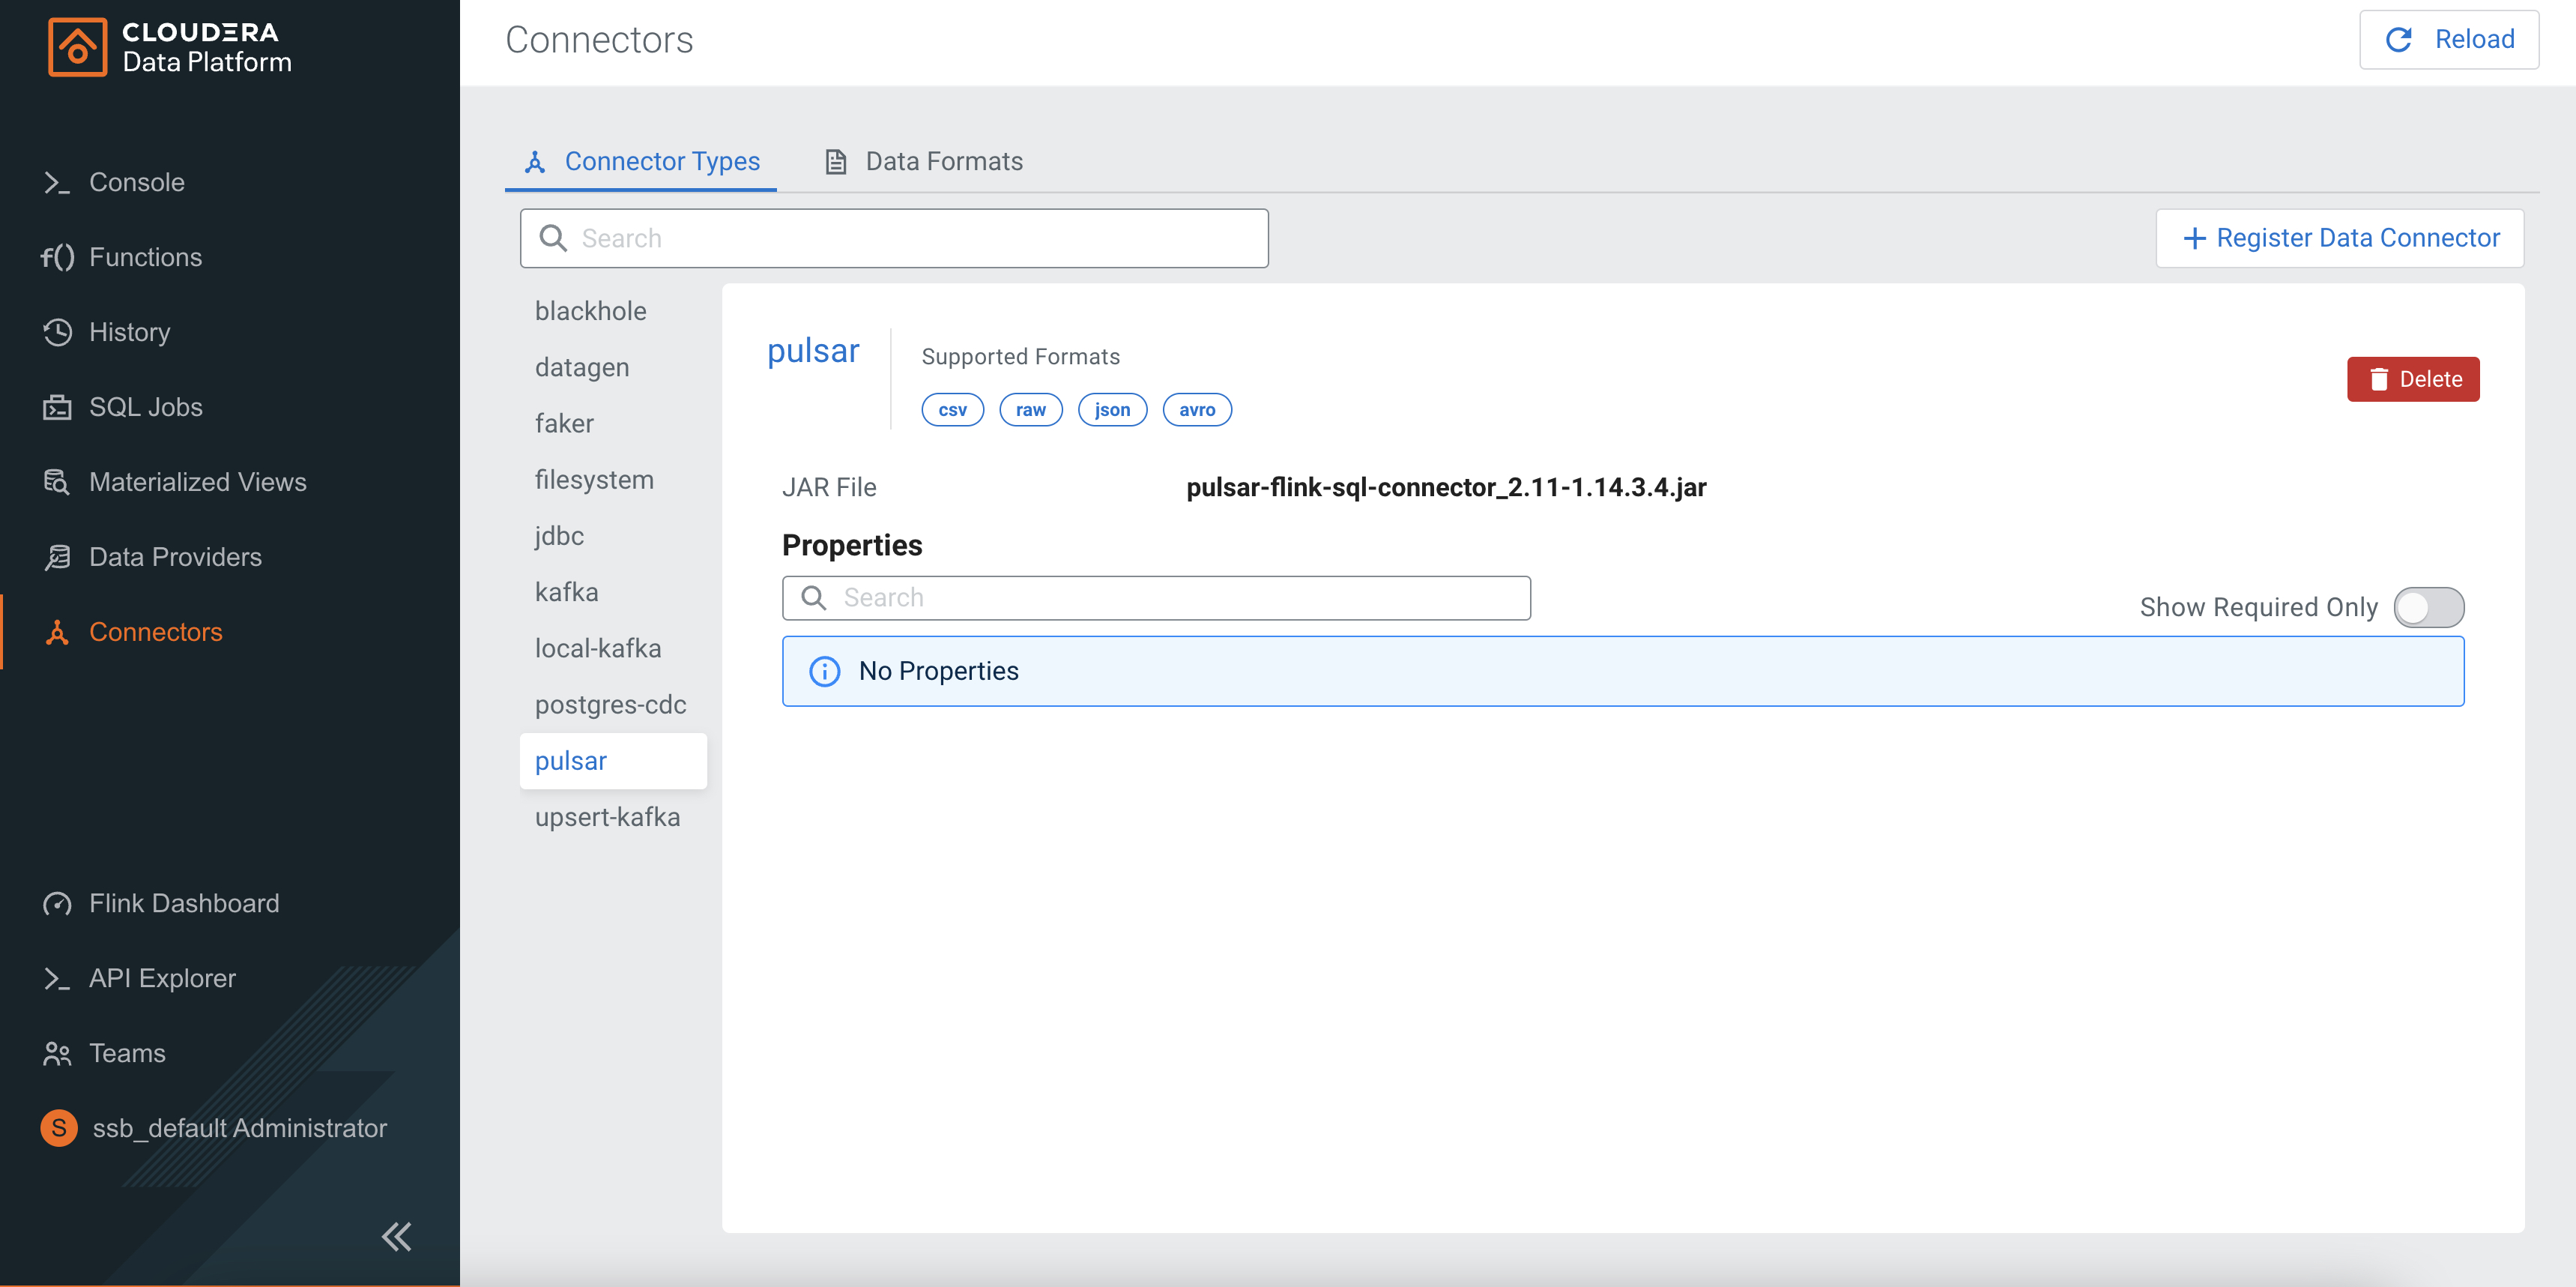 CLOUDERA
Data Platform
Console
f() Functions
History
SQL Jobs
Materialized Views
Data Providers
Connectors
Flink Dashboard
API Explorer
Teams
S ssb_default Administrator
Connectors
Reload
Connector Types
Data Formats
Search
+ Register Data Connector
blackhole
datagen
faker
filesystem
jdbc
kafka
local-kafka
postgres-cdc
pulsar
upsert-kafka
pulsar
Supported Formats
csv raw json avro
Delete
JAR File pulsar-flink-sql-connector_2.11-1.14.3.4.jar
Properties
Search
Show Required Only
No Properties